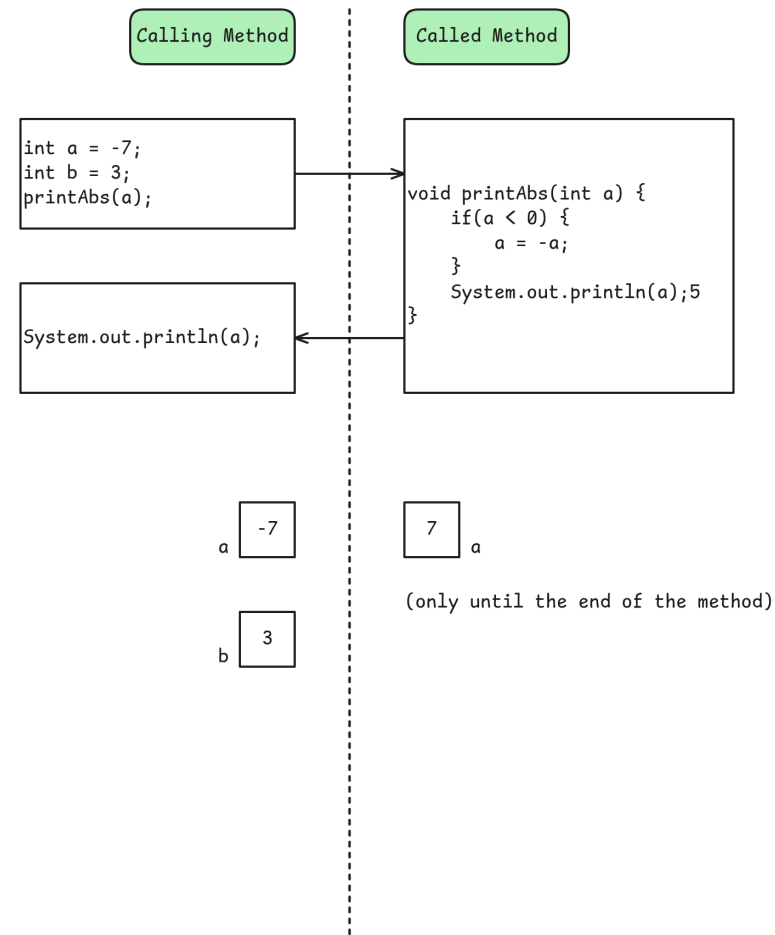 Calling Method
Called Method
int a = -7;
int b = 3;
printAbs(a);
void printAbs(int a) {
    if(a < 0) {
        a = -a;
    }
    System.out.println(a);5
}
System.out.println(a);
a
-7
7
a
(only until the end of the method)
b
3